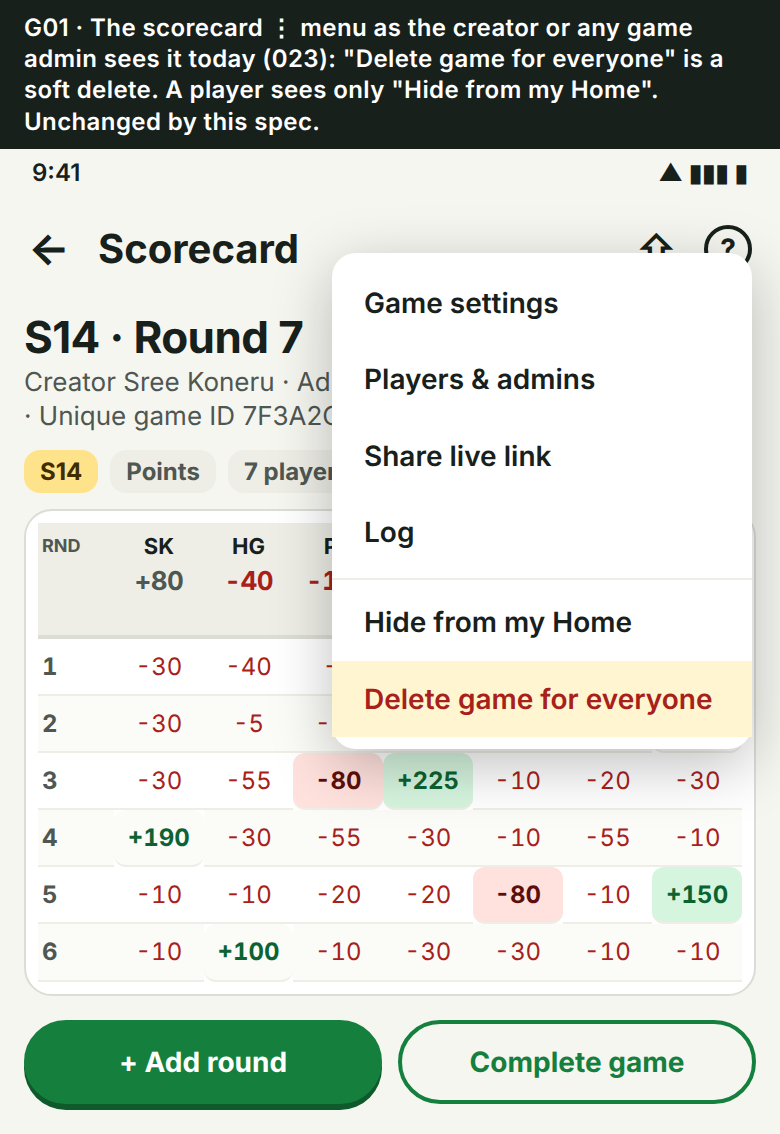 G01 · The scorecard ⋮ menu as the creator or any game
admin sees it today (023): "Delete game for everyone" is a
soft delete. A player sees only "Hide from my Home".
Unchanged by this spec.
9:41
← Scorecard
?
S14 · Round 7
Creator Sree Koneru ·
· Unique game ID
S14 Points 7
Game settings
Players & admins
Share live link
Log
Hide from my Home
Delete game for everyone
RND SK HG
+80 -40
1 -30 -40
2 -30 -5
3 -30 -55 -80 +225 -10 -20 -30
4 +190 -30 -55 -30 -10 -55 -10
5 -10 -10 -20 -20 -80 -10 +150
6 -10 +100 -10 -30 -30 -10 -10
+ Add round
Complete game